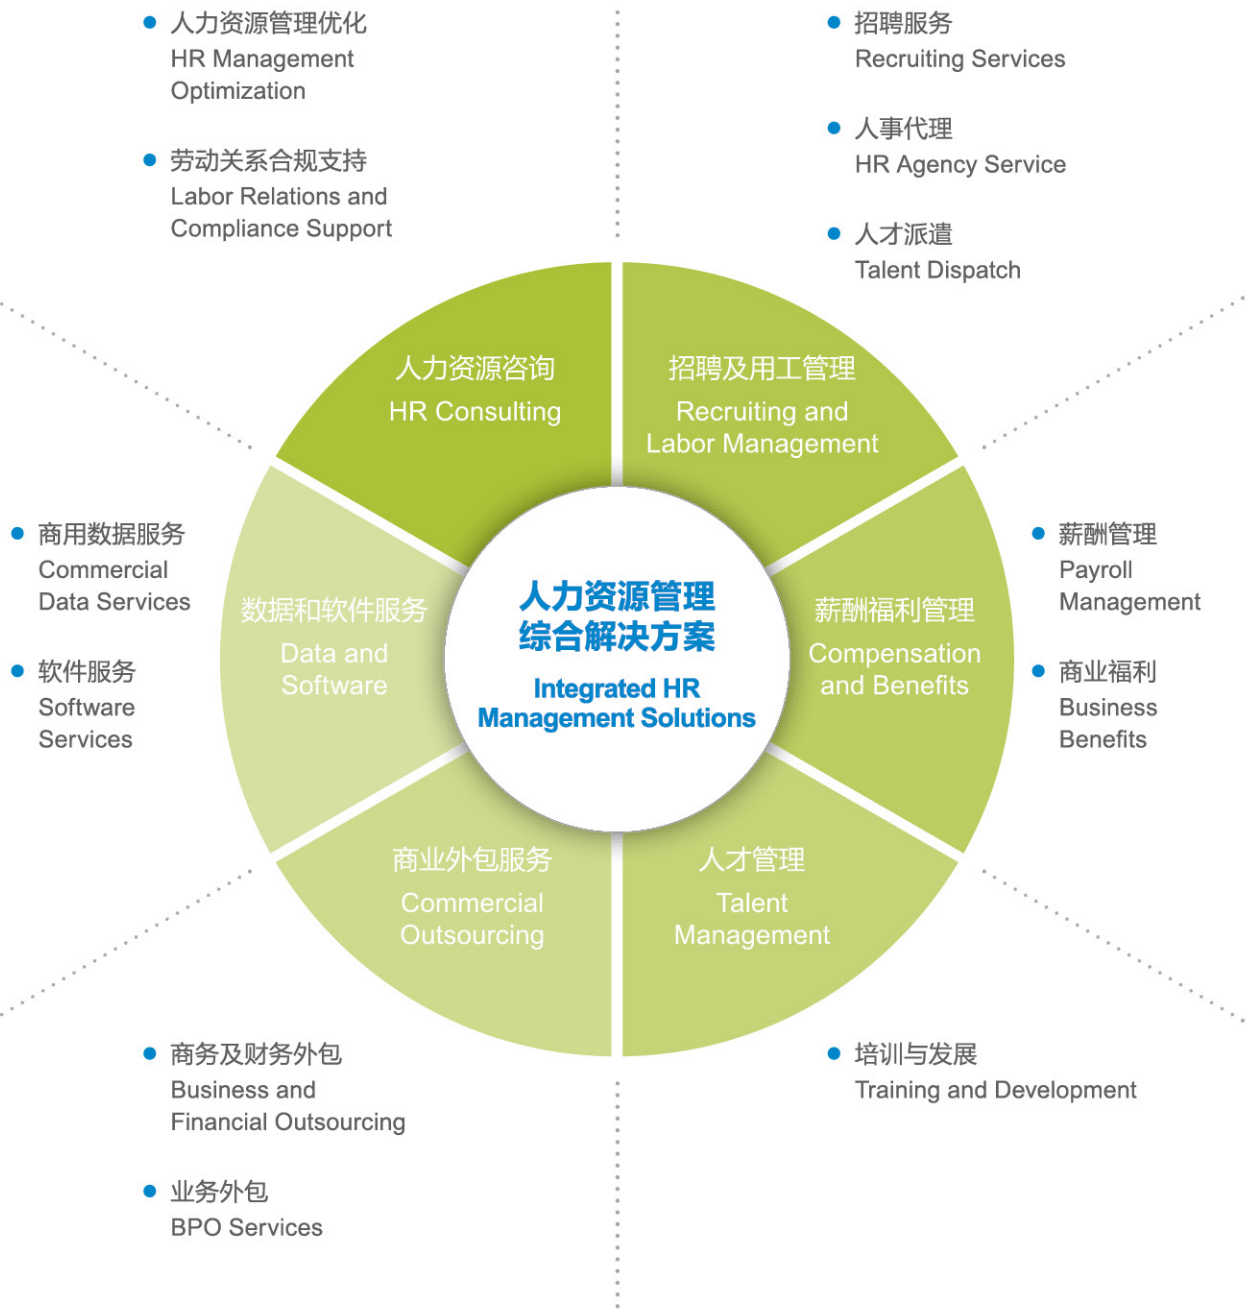 人力资源管理优化
HR Management
Optimization
劳动关系合规支持
Labor Relations and
Compliance Support
招聘服务
Recruiting Services
人事代理
HR Agency Service
人才派遣
Talent Dispatch
人力资源咨询
HR Consulting
招聘及用工管理
Recruiting and
Labor Management
商用数据服务
Commercial
Data Services
软件服务
Software
Services
数据和软件服务
Data and
Software
人力资源管理
综合解决方案
Integrated HR
Management Solutions
薪酬福利管理
Compensation
and Benefits
薪酬管理
Payroll
Management
商业福利
Business
Benefits
商业外包服务
Commercial
Outsourcing
人才管理
Talent
Management
商务及财务外包
Business and
Financial Outsourcing
业务外包
BPO Services
培训与发展
Training and Development